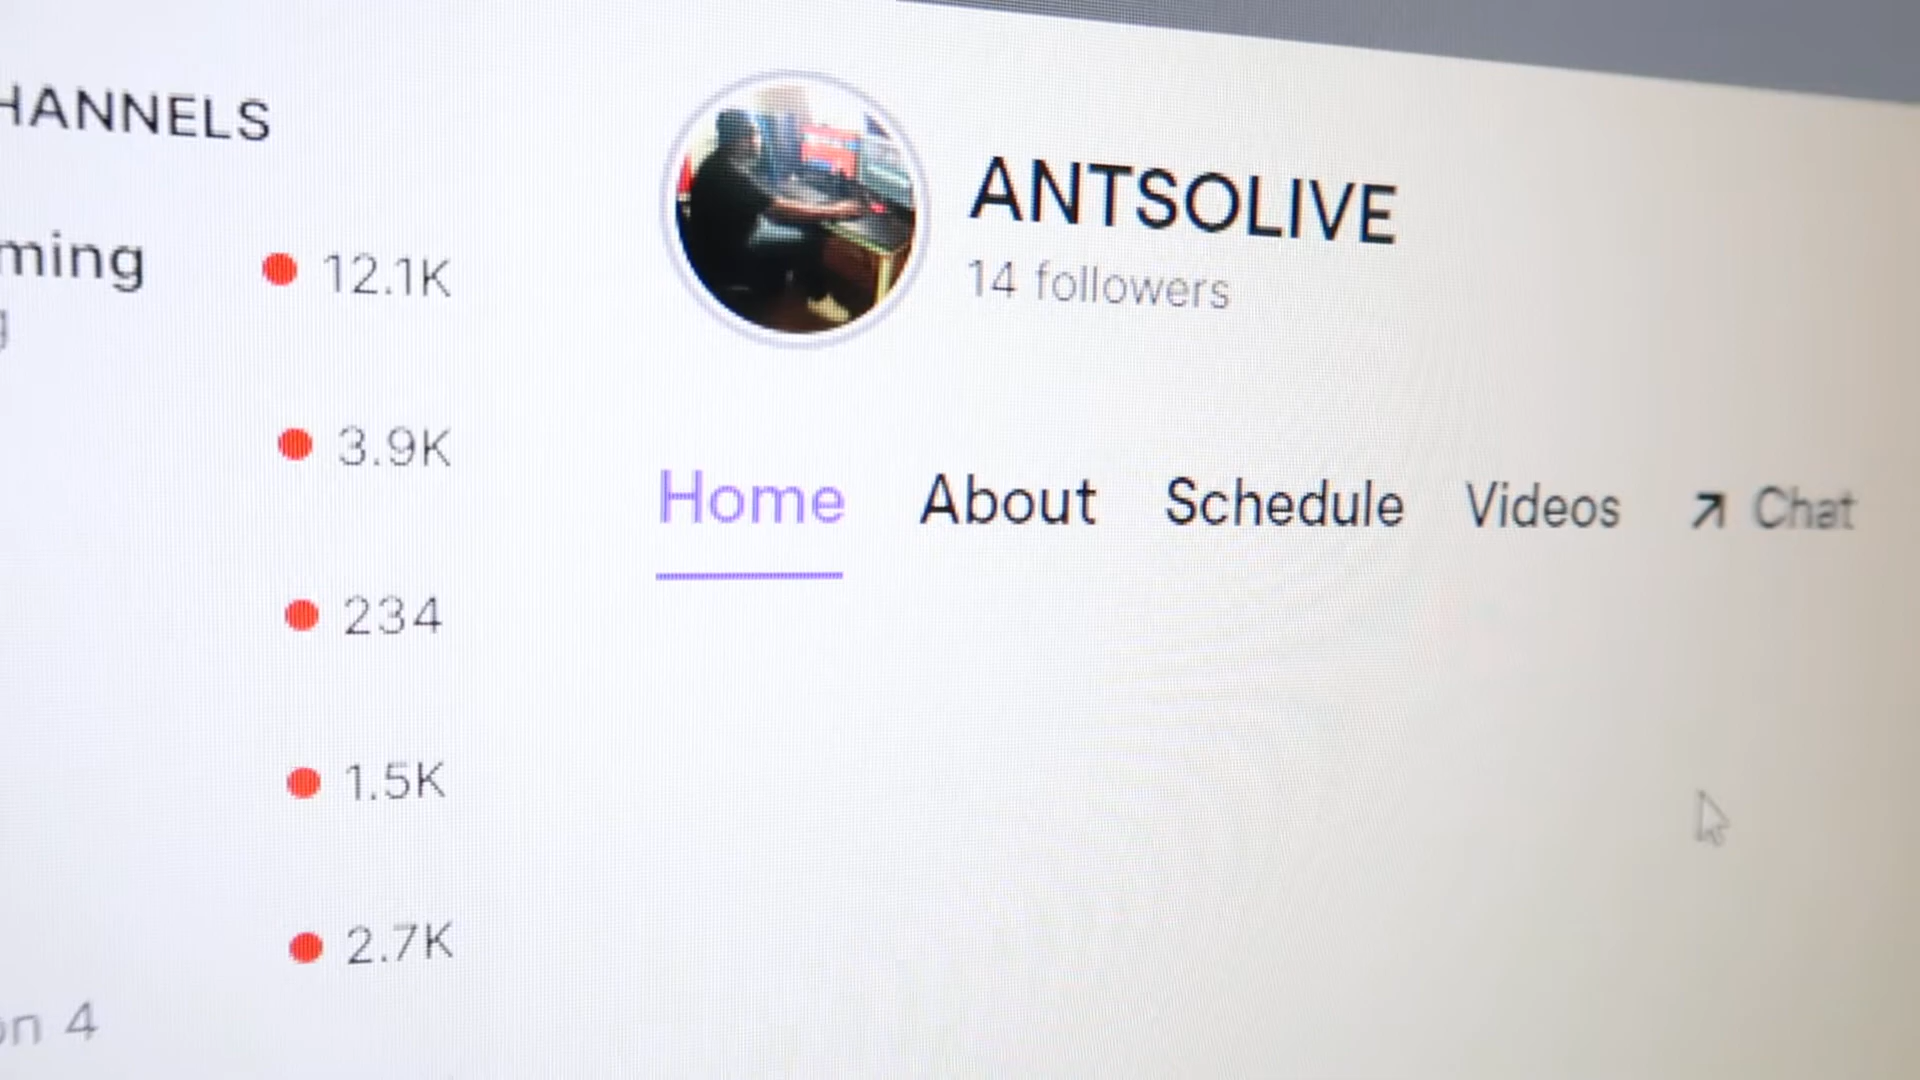 HANNELS
ming
12.1K
3.9K
234
1.5K
2.7K
on 4
ANTSOLIVE
14 followers
Home About Schedule Videos Chat